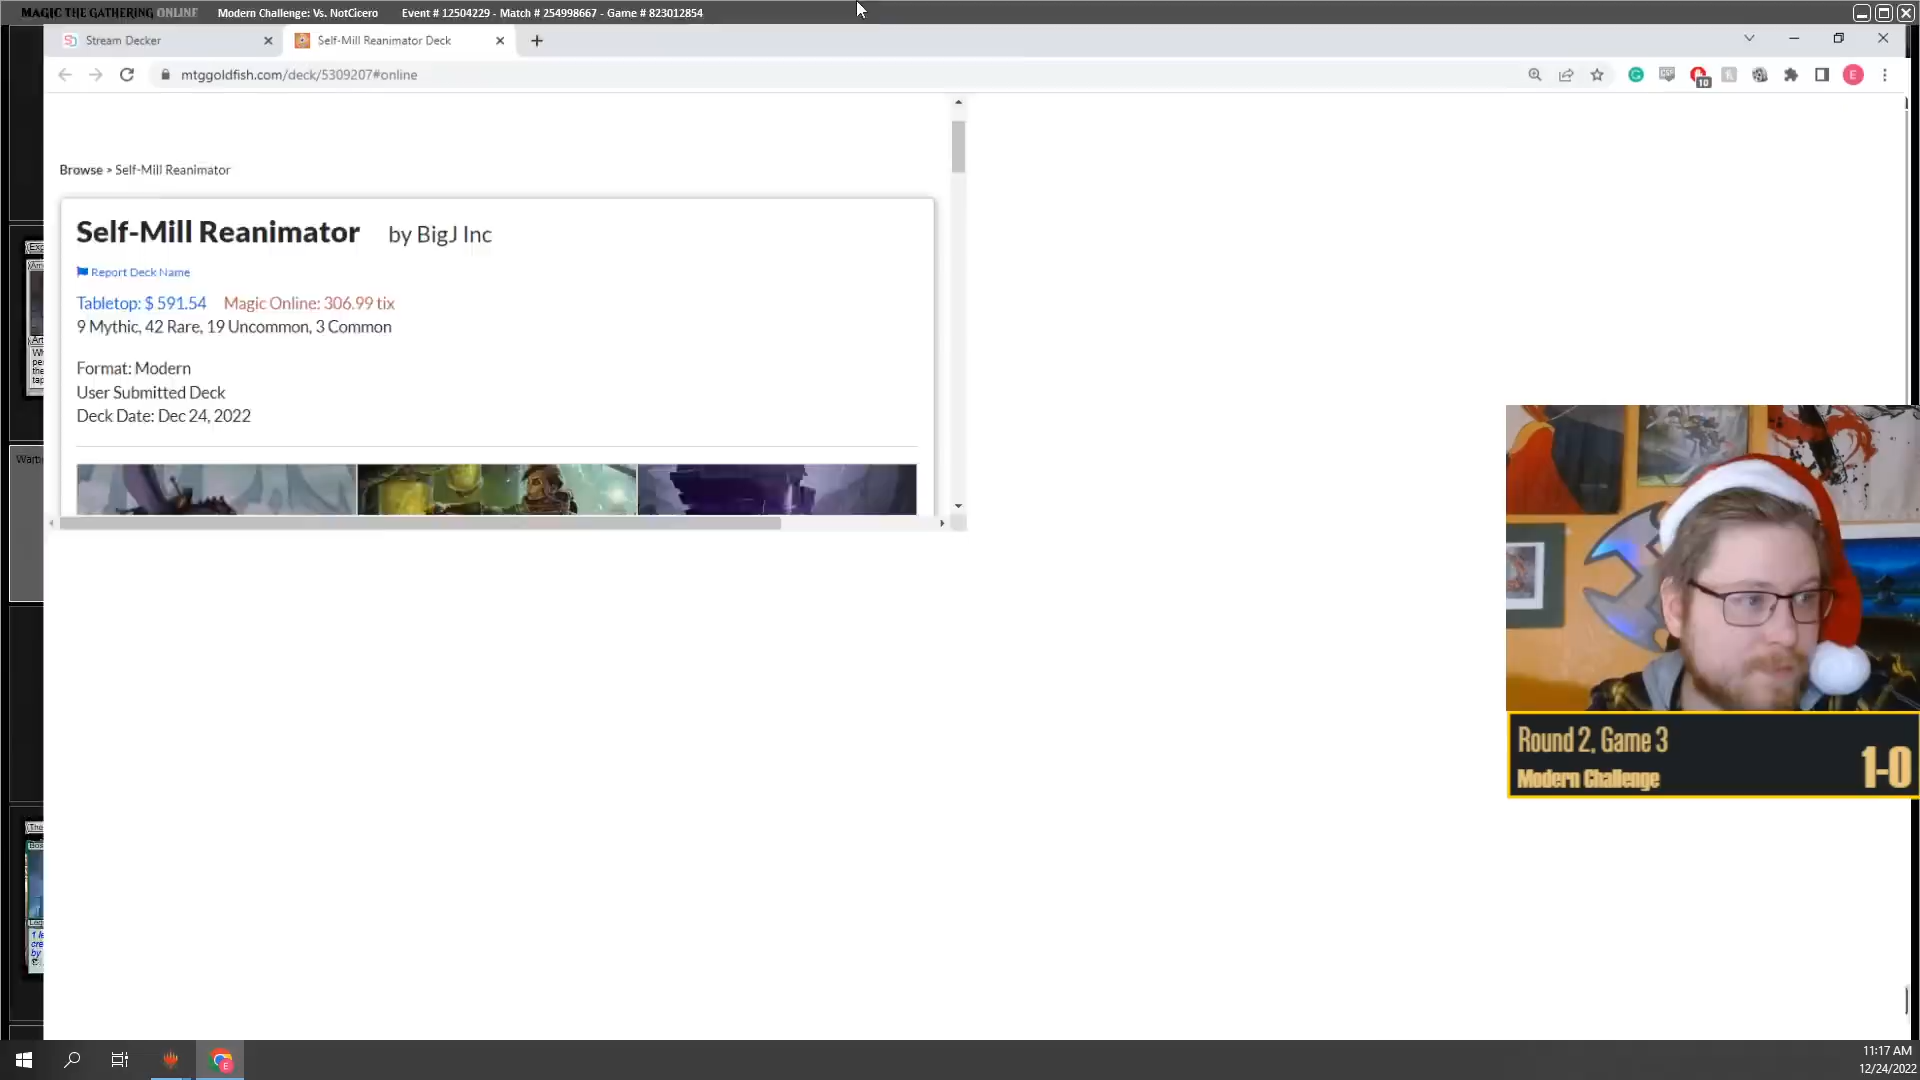 MAGIC THE GATHERING ONLINE Modern Challenge: Vs. NotCicero Event # 12504229 - Match # 254998667 - Game # 823012854
Stream Decker Self-Mill Reanimator Deck
mtggoldfish.com/deck/5309207#online
10
E
Browse > Self-Mill Reanimator
Self-Mill Reanimator by BigJ Inc
Report Deck Name
Tabletop: $ 591.54 Magic Online: 306.99 tix
9 Mythic, 42 Rare, 19 Uncommon, 3 Common
Format: Modern
User Submitted Deck
Deck Date: Dec 24, 2022
Round 2, Game 3
Modern Challenge
1-0
11:17 AM
12/24/2022